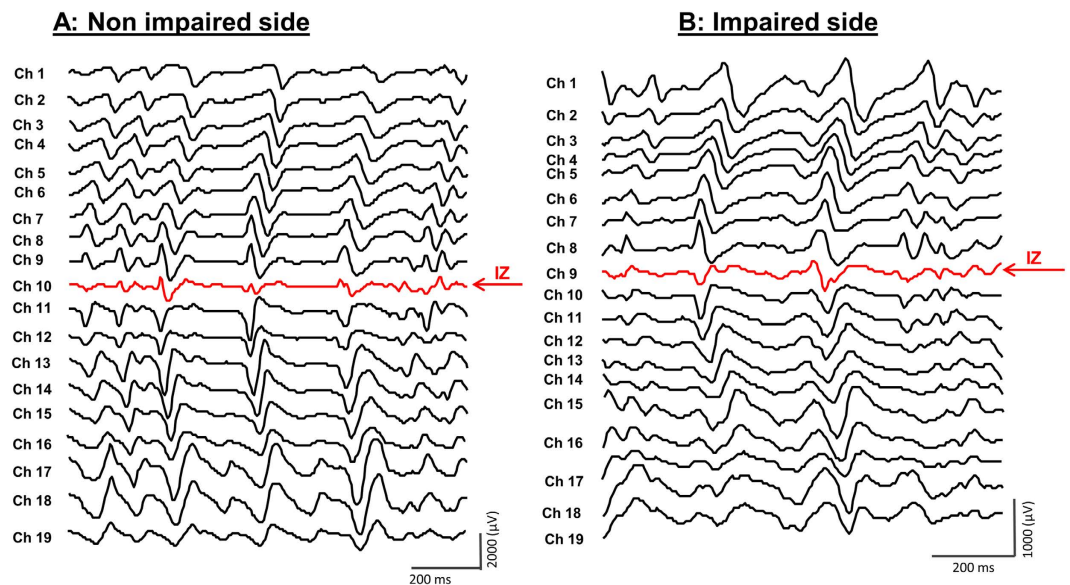 A: Non impaired side
Ch 1
Ch 2
Ch 3
Ch 4
Ch 5
Ch 6
Ch 7
Ch 8
Ch 9
Ch 10
Ch 11
Ch 12
Ch 13
Ch 14
Ch 15
Ch 16
Ch 17
Ch 18
Ch 19
IZ
2000 (µV)
200 ms
B: Impaired side
Ch 1
Ch 2
Ch 3
Ch 4
Ch 5
Ch 6
Ch 7
Ch 8
Ch 9
Ch 10
Ch 11
Ch 12
Ch 13
Ch 14
Ch 15
Ch 16
Ch 17
Ch 18
Ch 19
IZ
1000 (µV)
200 ms